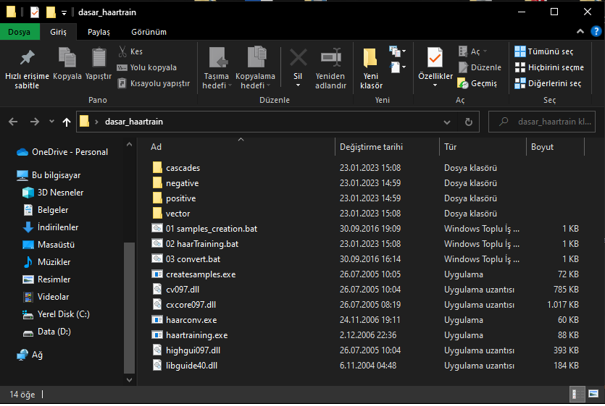 dasar_haartrain
Dosya Giriş Paylaş Görünüm
Hızlı erişime sabitle
Kopyala
Yapıştır
Kes
Yolu kopyala
Kısayolu yapıştır
Pano
Taşıma hedefi
Kopyalama hedefi
Sil
Yeniden adlandır
Düzenle
Yeni klasör
Yeni
Özellikler
Aç
Düzenle
Geçmiş
Aç
Tümünü seç
Hiçbirini seçme
Diğerlerini seç
Seç
dasar_haartrain
dasar_haartrain kl...
OneDrive - Personal
Bu bilgisayar
3D Nesneler
Belgeler
İndirilenler
Masaüstü
Müzikler
Resimler
Videolar
Yerel Disk (C:)
Data (D:)
Ağ
Ad Değiştirme tarihi Tür Boyut
cascades 23.01.2023 15:08 Dosya klasörü
negative 23.01.2023 14:59 Dosya klasörü
positive 23.01.2023 14:59 Dosya klasörü
vector 23.01.2023 15:08 Dosya klasörü
01 samples_creation.bat 30.09.2016 19:09 Windows Toplu İş ... 1 KB
02 haarTraining.bat 23.01.2023 15:08 Windows Toplu İş ... 1 KB
03 convert.bat 30.09.2016 16:14 Windows Toplu İş ... 1 KB
createsamples.exe 26.07.2005 10:05 Uygulama 72 KB
cv097.dll 26.07.2005 10:04 Uygulama uzantısı 785 KB
cxcore097.dll 26.07.2005 08:19 Uygulama uzantısı 1.017 KB
haarconv.exe 24.11.2006 19:11 Uygulama 60 KB
haartraining.exe 2.12.2006 22:36 Uygulama 88 KB
highgui097.dll 26.07.2005 10:04 Uygulama uzantısı 393 KB
libguide40.dll 6.11.2004 04:48 Uygulama uzantısı 184 KB
14 öğe